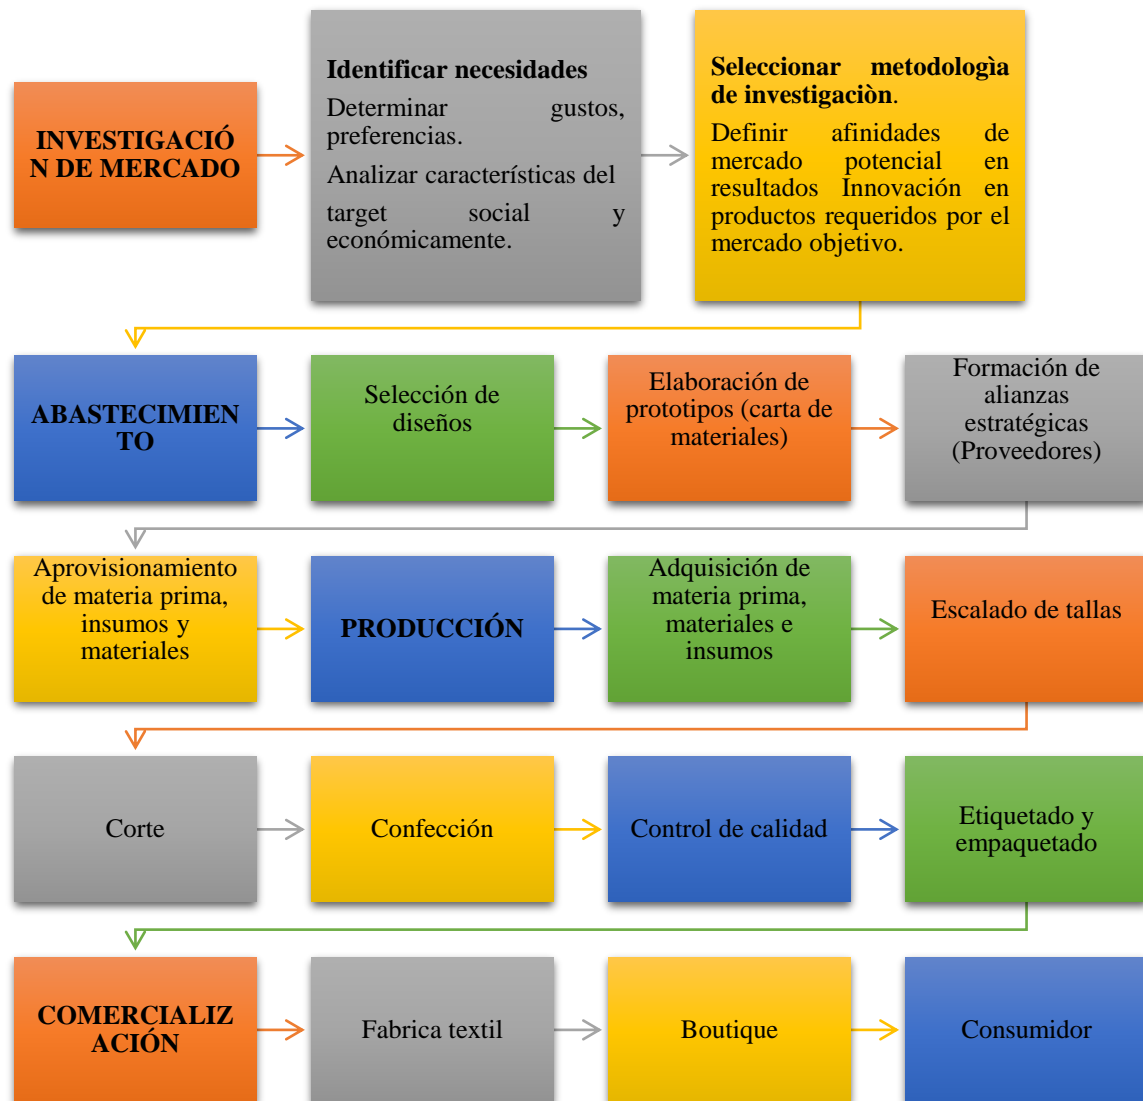 INVESTIGACIÓ
N DE MERCADO
Identificar necesidades
Determinar gustos,
preferencias.
Analizar características del
target social y
económicamente.
Seleccionar metodologìa
de investigaciòn.
Definir afinidades de
mercado potencial en
resultados Innovación en
productos requeridos por el
mercado objetivo.
ABASTECIMIEN
TO
Selección de
diseños
Elaboración de
prototipos (carta de
materiales)
Formación de
alianzas
estratégicas
(Proveedores)
Aprovisionamiento
de materia prima,
insumos y
materiales
PRODUCCIÓN
Adquisición de
materia prima,
materiales e
insumos
Escalado de tallas
Corte
Confección
Control de calidad
Etiquetado y
empaquetado
COMERCIALIZ
ACIÓN
Fabrica textil
Boutique
Consumidor